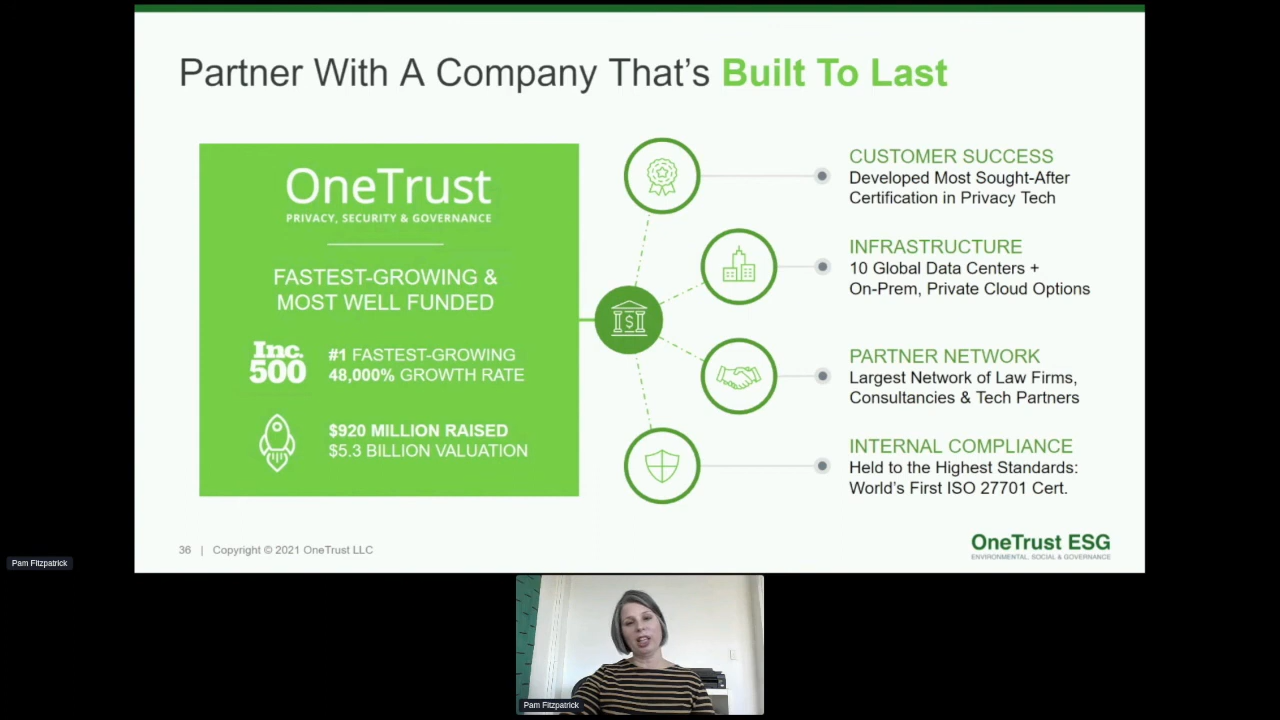 Partner With A Company That's Built To Last
OneTrust
PRIVACY, SECURITY & GOVERNANCE
FASTEST-GROWING &
MOST WELL FUNDED
Inc.
500
#1 FASTEST-GROWING
48,000% GROWTH RATE
$920 MILLION RAISED
$5.3 BILLION VALUATION
$
CUSTOMER SUCCESS
Developed Most Sought-After
Certification in Privacy Tech
INFRASTRUCTURE
10 Global Data Centers +
On-Prem, Private Cloud Options
PARTNER NETWORK
Largest Network of Law Firms,
Consultancies & Tech Partners
INTERNAL COMPLIANCE
Held to the Highest Standards:
World's First ISO 27701 Cert.
36 | Copyright © 2021 OneTrust LLC
OneTrust ESG
ENVIRONMENTAL, SOCIAL & GOVERNANCE
Pam Fitzpatrick
Pam Fitzpatrick